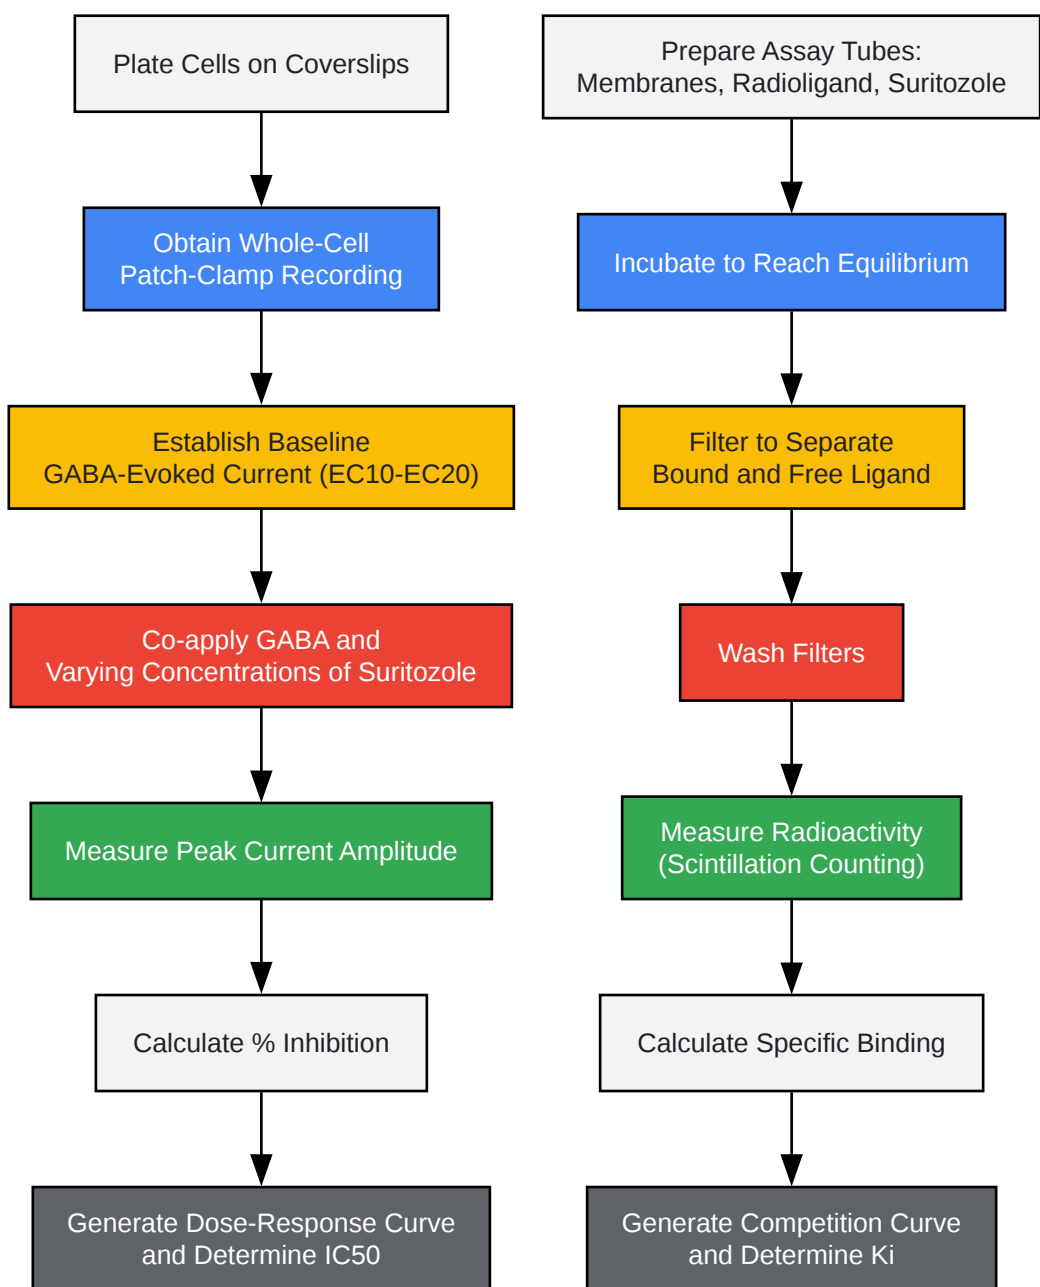 Plate Cells on Coverslips
Obtain Whole-Cell
Patch-Clamp Recording
Establish Baseline
GABA-Evoked Current (EC10-EC20)
Co-apply GABA and
Varying Concentrations of Suritozole
Measure Peak Current Amplitude
Calculate % Inhibition
Generate Dose-Response Curve
and Determine IC50
Prepare Assay Tubes:
Membranes, Radioligand, Suritozole
Incubate to Reach Equilibrium
Filter to Separate
Bound and Free Ligand
Wash Filters
Measure Radioactivity
(Scintillation Counting)
Calculate Specific Binding
Generate Competition Curve
and Determine Ki